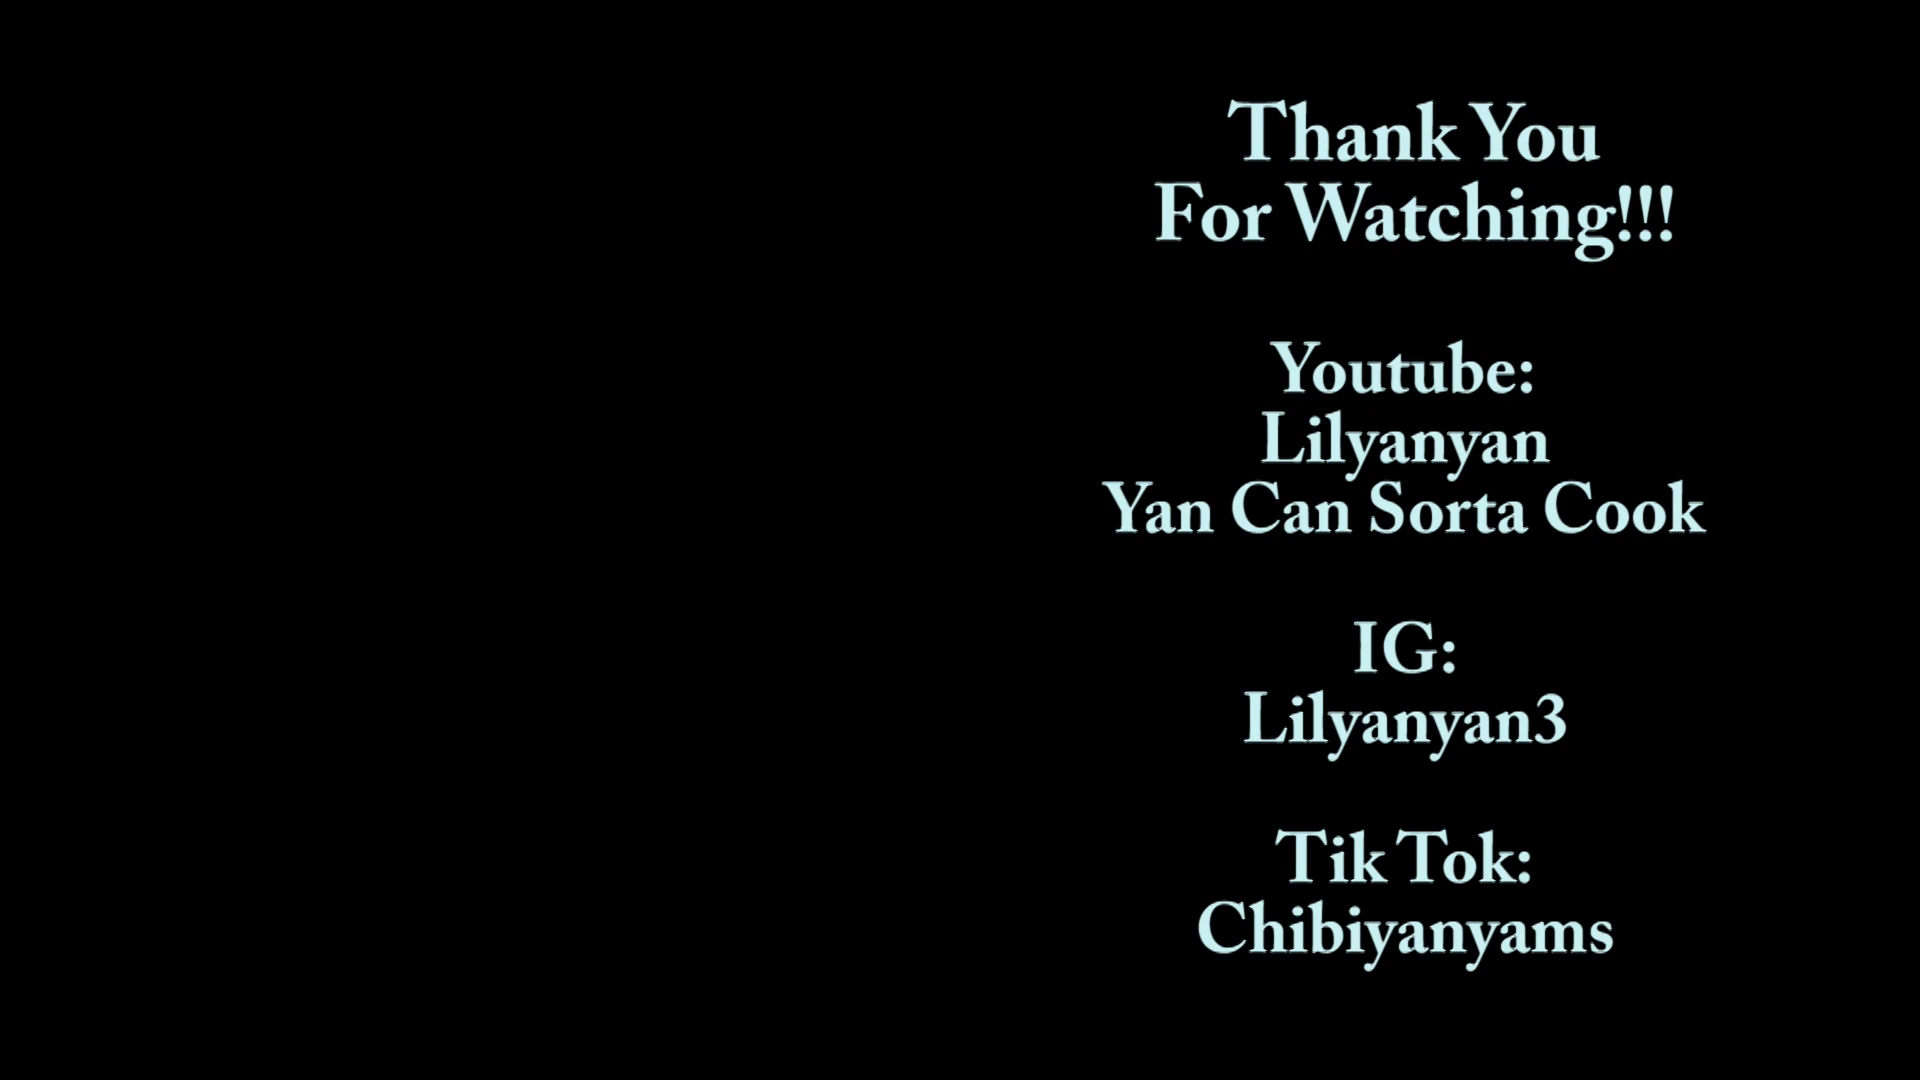 Thank You
For Watching!!!
Youtube:
Lilyanyan
Yan Can Sorta Cook
IG:
Lilyanyan3
Tik Tok:
Chibiyanyams